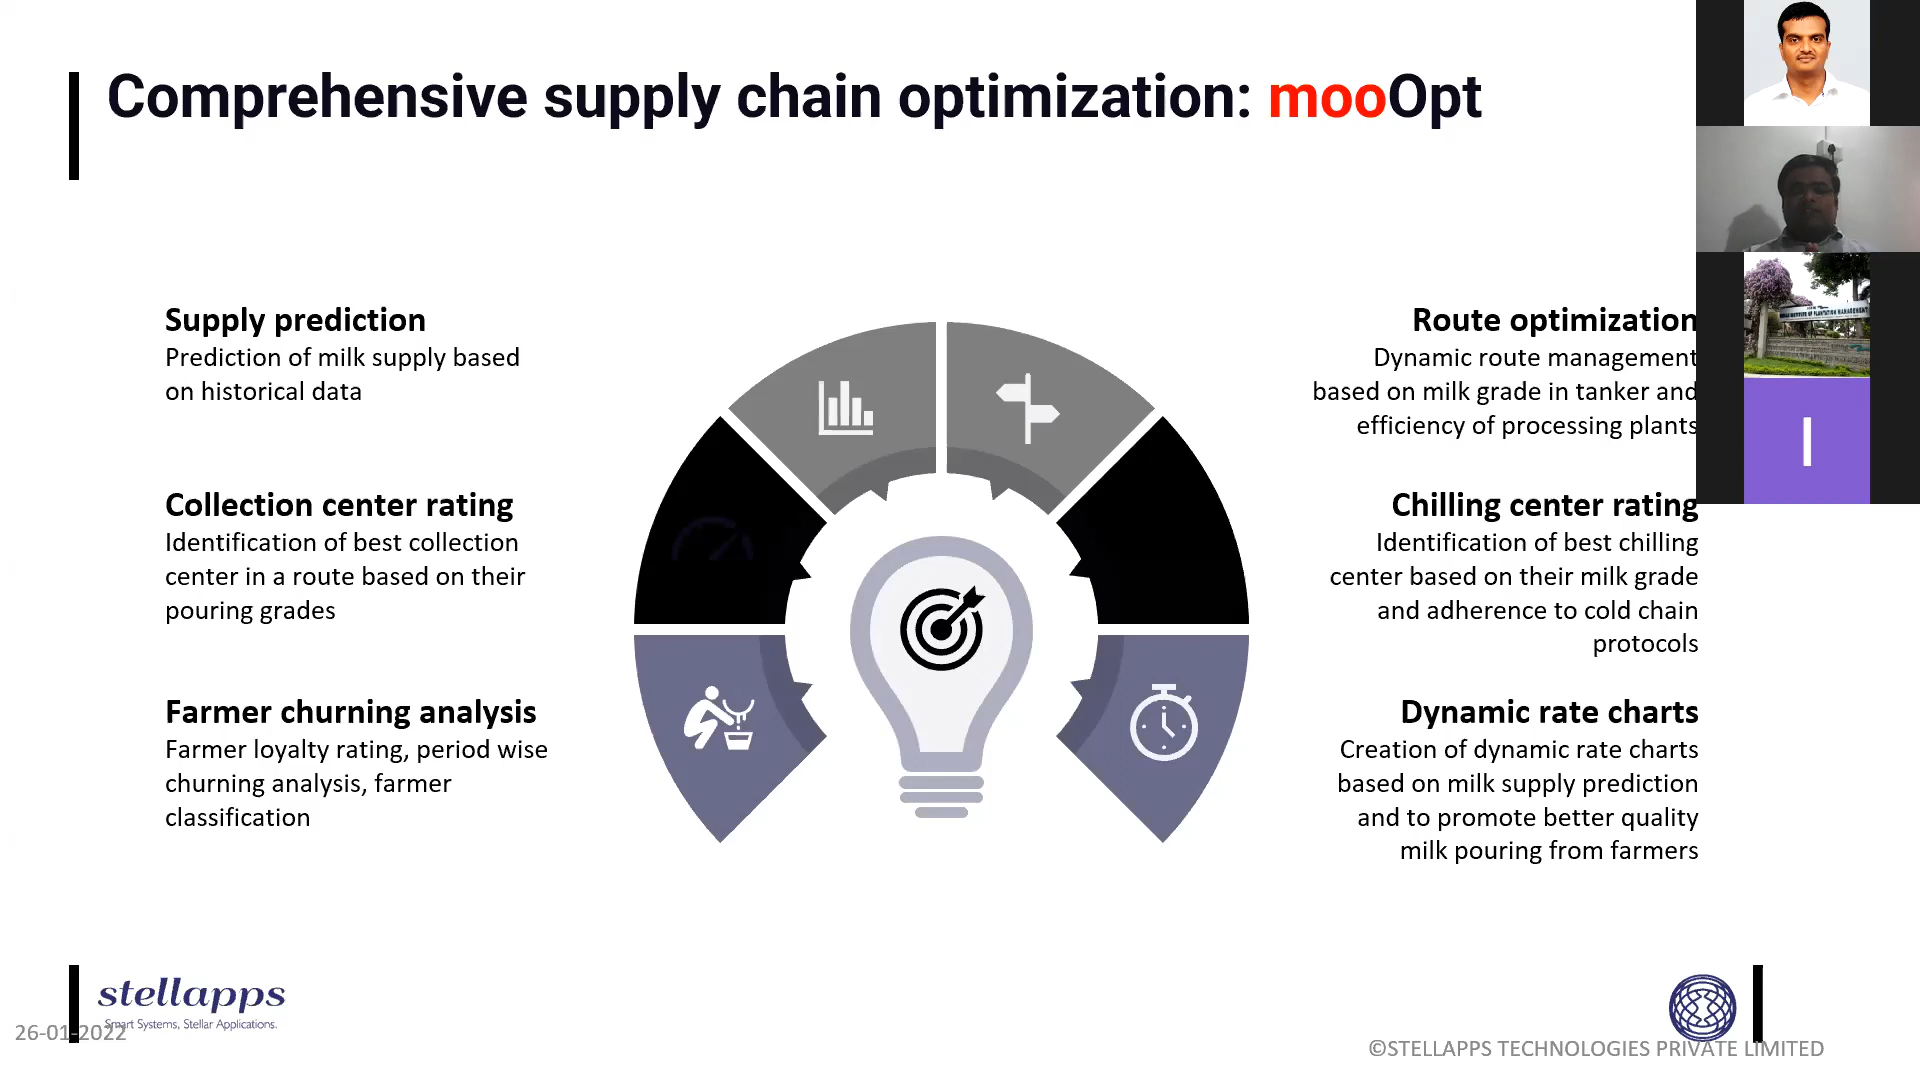 Comprehensive supply chain optimization: mooOpt
Supply prediction
Prediction of milk supply based
on historical data
Collection center rating
Identification of best collection
center in a route based on their
pouring grades
Farmer churning analysis
Farmer loyalty rating, period wise
churning analysis, farmer
classification
Route optimization
Dynamic route management
based on milk grade in tanker and
efficiency of processing plants
Chilling center rating
Identification of best chilling
center based on their milk grade
and adherence to cold chain
protocols
Dynamic rate charts
Creation of dynamic rate charts
based on milk supply prediction
and to promote better quality
milk pouring from farmers
I
OF PLANTATION MANAGEMENT
stellapps
Smart Systems, Stellar Applications.
26-01-2022
©STELLAPPS TECHNOLOGIES PRIVATE LIMITED